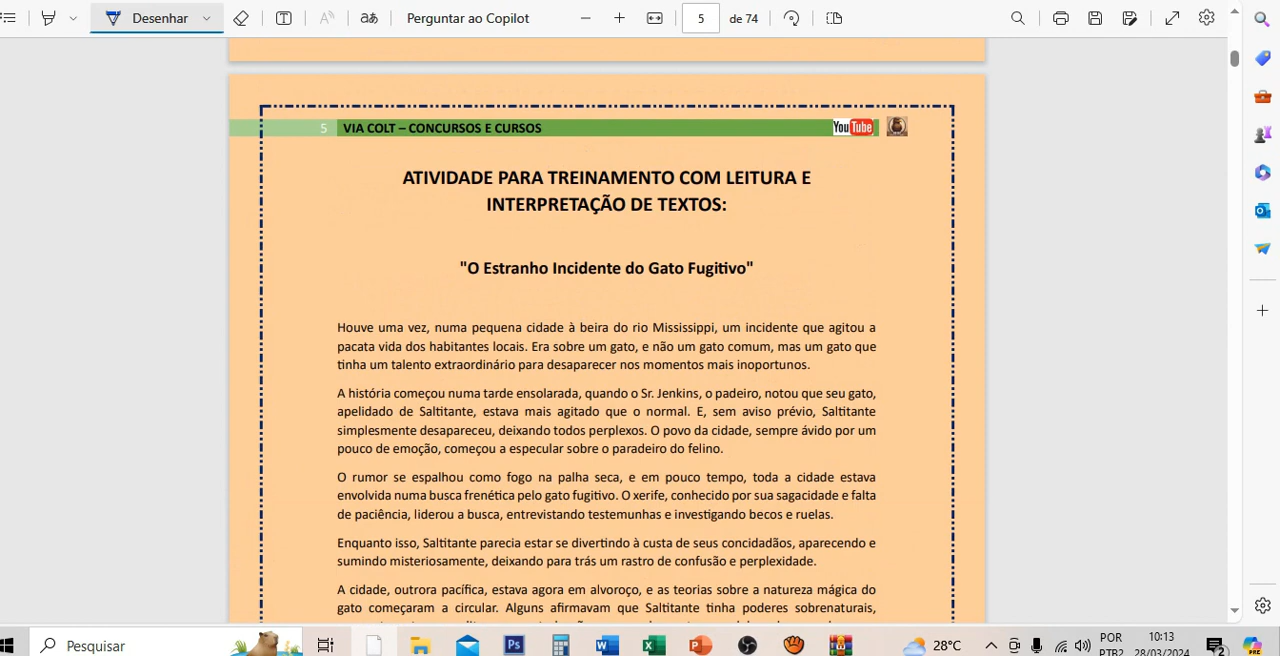 Desenhar
Perguntar ao Copilot
5
de 74
5 VIA COLT – CONCURSOS E CURSOS YouTube
ATIVIDADE PARA TREINAMENTO COM LEITURA E
INTERPRETAÇÃO DE TEXTOS:
"O Estranho Incidente do Gato Fugitivo"
Houve uma vez, numa pequena cidade à beira do rio Mississippi, um incidente que agitou a
pacata vida dos habitantes locais. Era sobre um gato, e não um gato comum, mas um gato que
tinha um talento extraordinário para desaparecer nos momentos mais inoportunos.
A história começou numa tarde ensolarada, quando o Sr. Jenkins, o padeiro, notou que seu gato,
apelidado de Saltitante, estava mais agitado que o normal. E, sem aviso prévio, Saltitante
simplesmente desapareceu, deixando todos perplexos. O povo da cidade, sempre ávido por um
pouco de emoção, começou a especular sobre o paradeiro do felino.
O rumor se espalhou como fogo na palha seca, e em pouco tempo, toda a cidade estava
envolvida numa busca frenética pelo gato fugitivo. O xerife, conhecido por sua sagacidade e falta
de paciência, liderou a busca, entrevistando testemunhas e investigando becos e ruelas.
Enquanto isso, Saltitante parecia estar se divertindo à custa de seus concidadãos, aparecendo e
sumindo misteriosamente, deixando para trás um rastro de confusão e perplexidade.
A cidade, outrora pacífica, estava agora em alvoroço, e as teorias sobre a natureza mágica do
gato começaram a circular. Alguns afirmavam que Saltitante tinha poderes sobrenaturais,
Pesquisar
28°C
POR
PTB2
10:13
28/03/2024
2